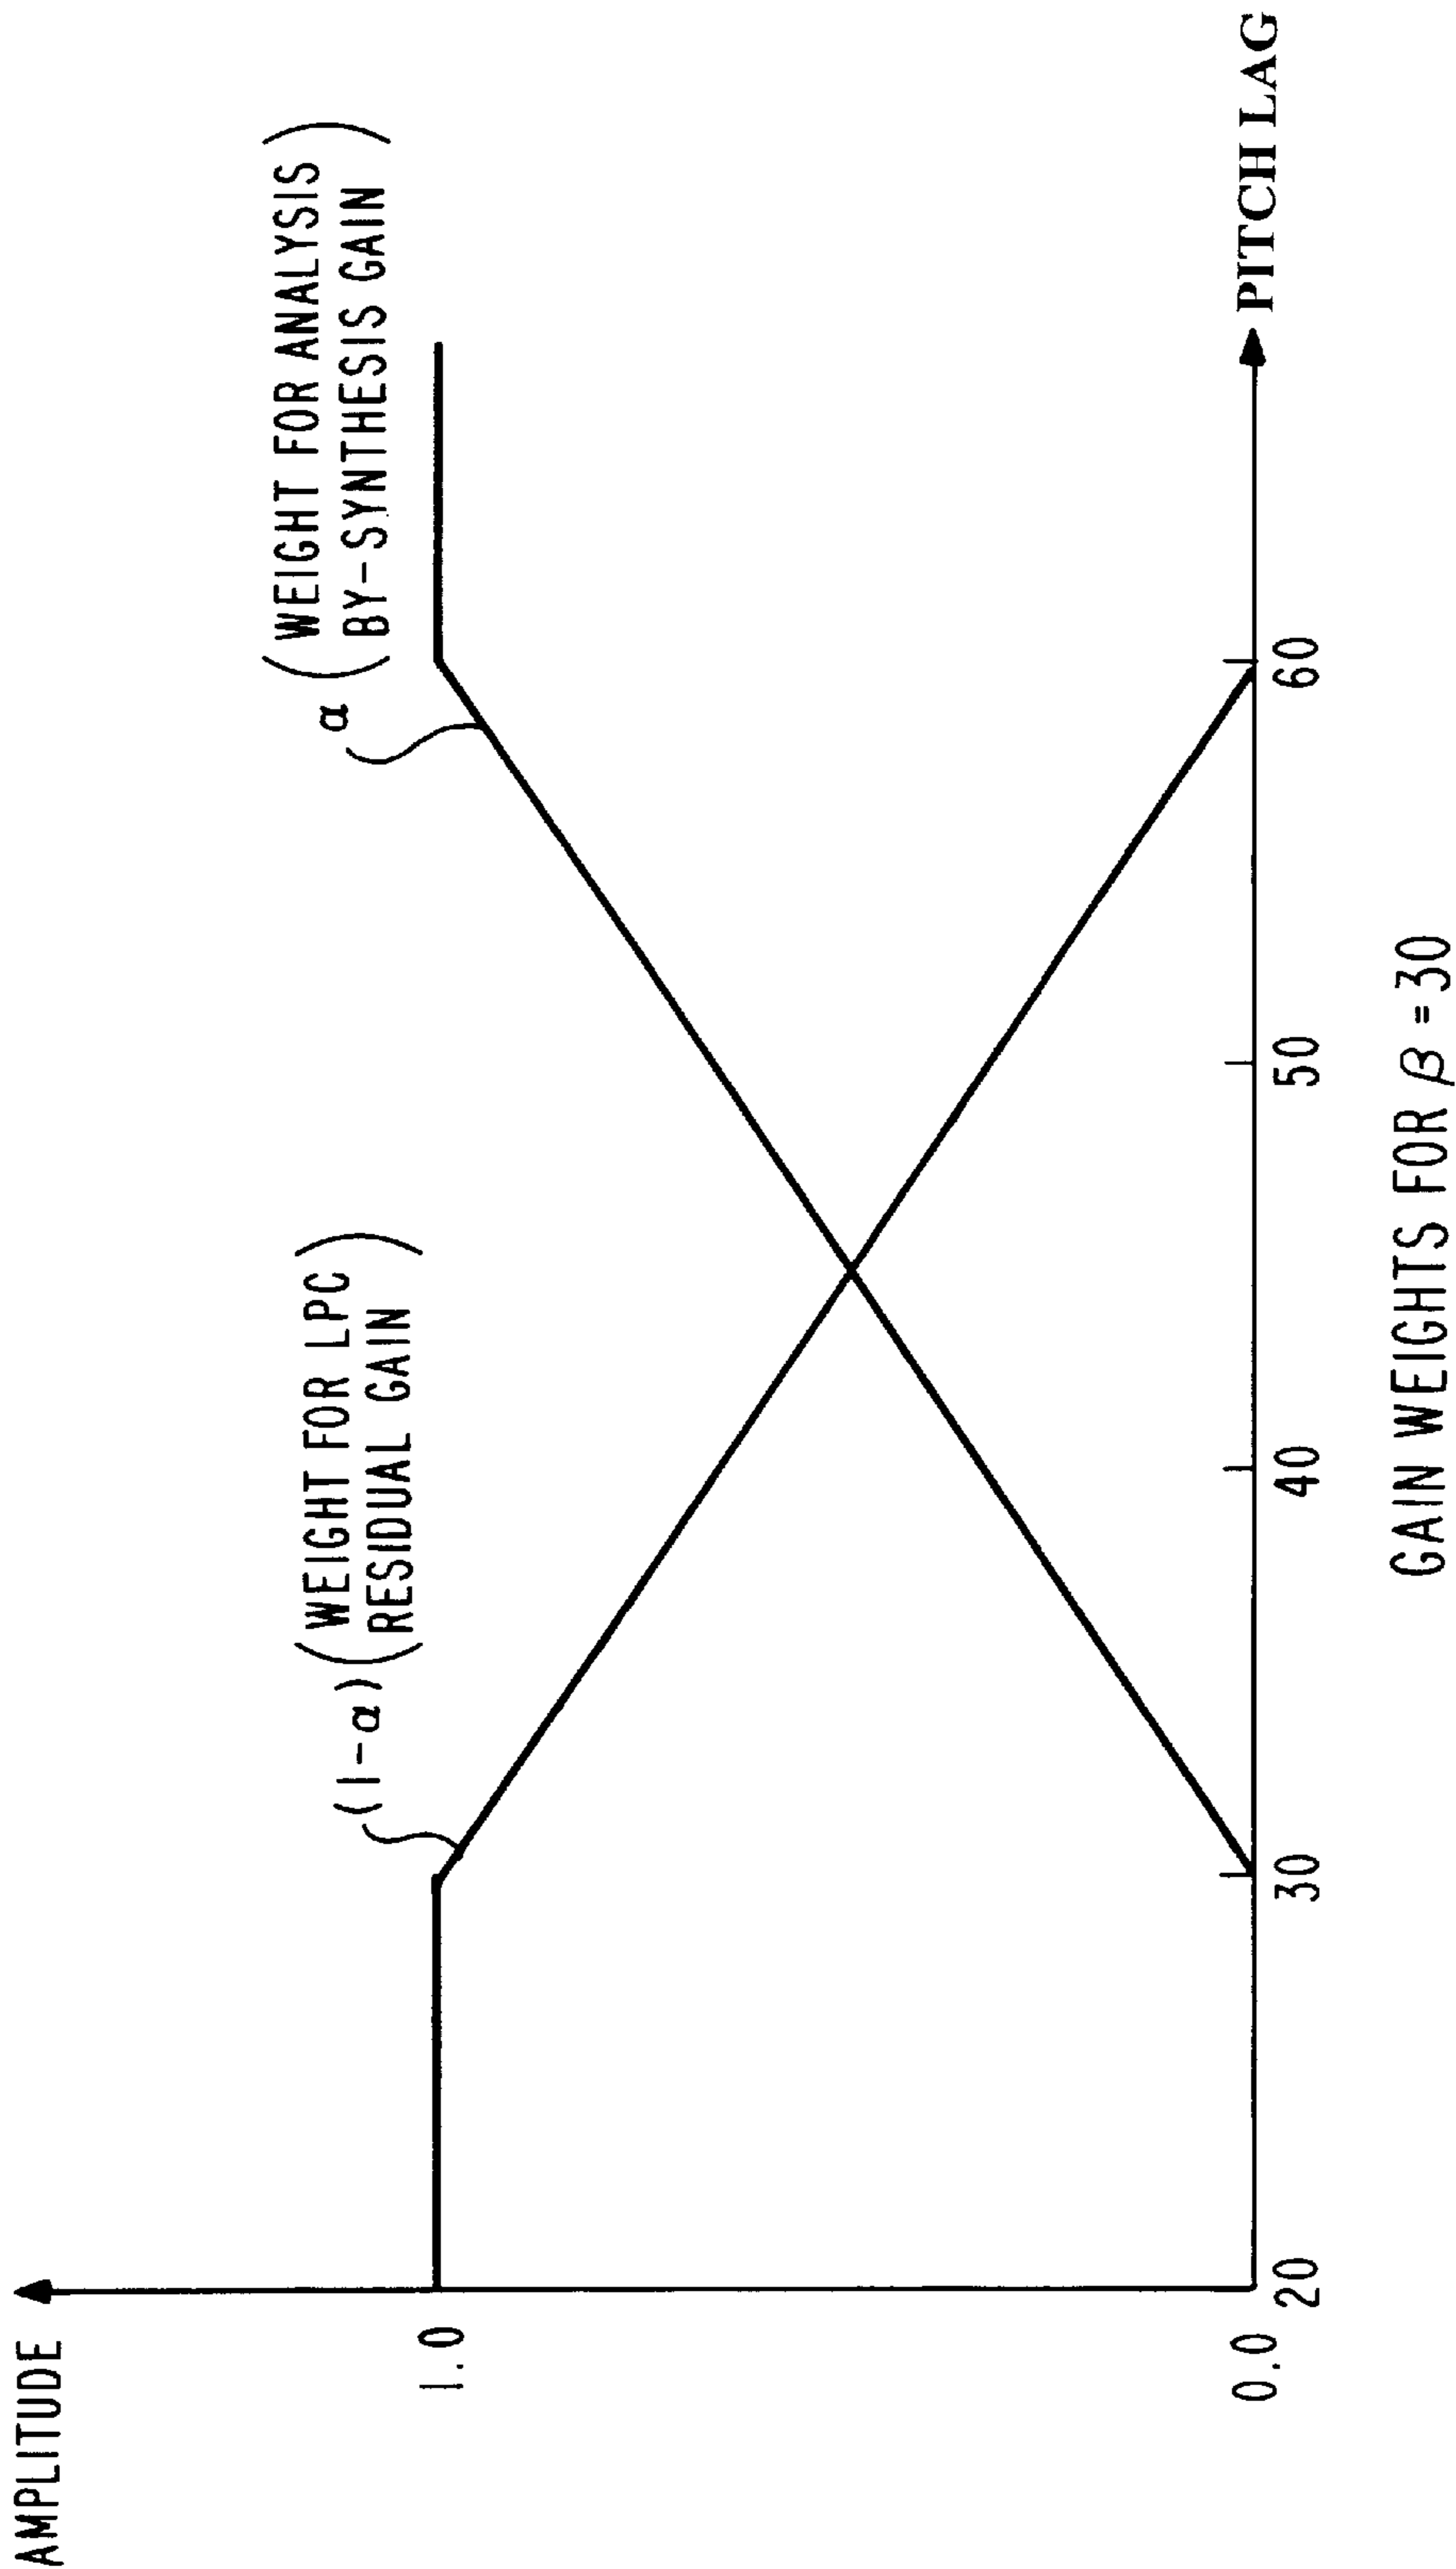 AMPLITUDE
1.0
0.0
(1-α) (WEIGHT FOR LPC
RESIDUAL GAIN)
α (WEIGHT FOR ANALYSIS
BY-SYNTHESIS GAIN)
20 30 40 50 60
PITCH LAG
GAIN WEIGHTS FOR β = 30